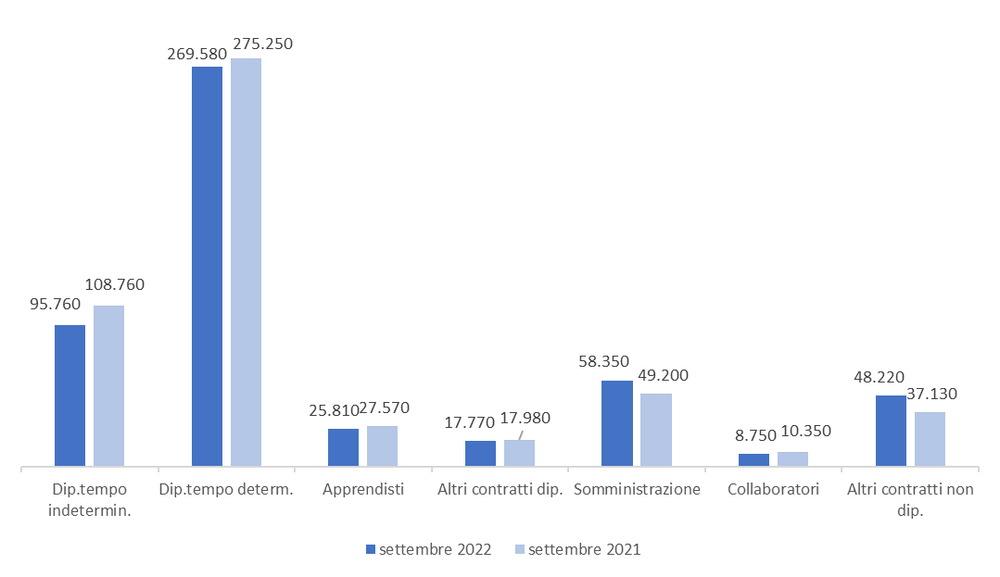 269.580
275.250
95.760
108.760
25.810
27.570
17.770
17.980
58.350
49.200
8.750
10.350
48.220
37.130
Dip.tempo
indetermin.
Dip.tempo determ.
Apprendisti
Altri contratti dip.
Somministrazione
Collaboratori
Altri contratti non
dip.
settembre 2022
settembre 2021